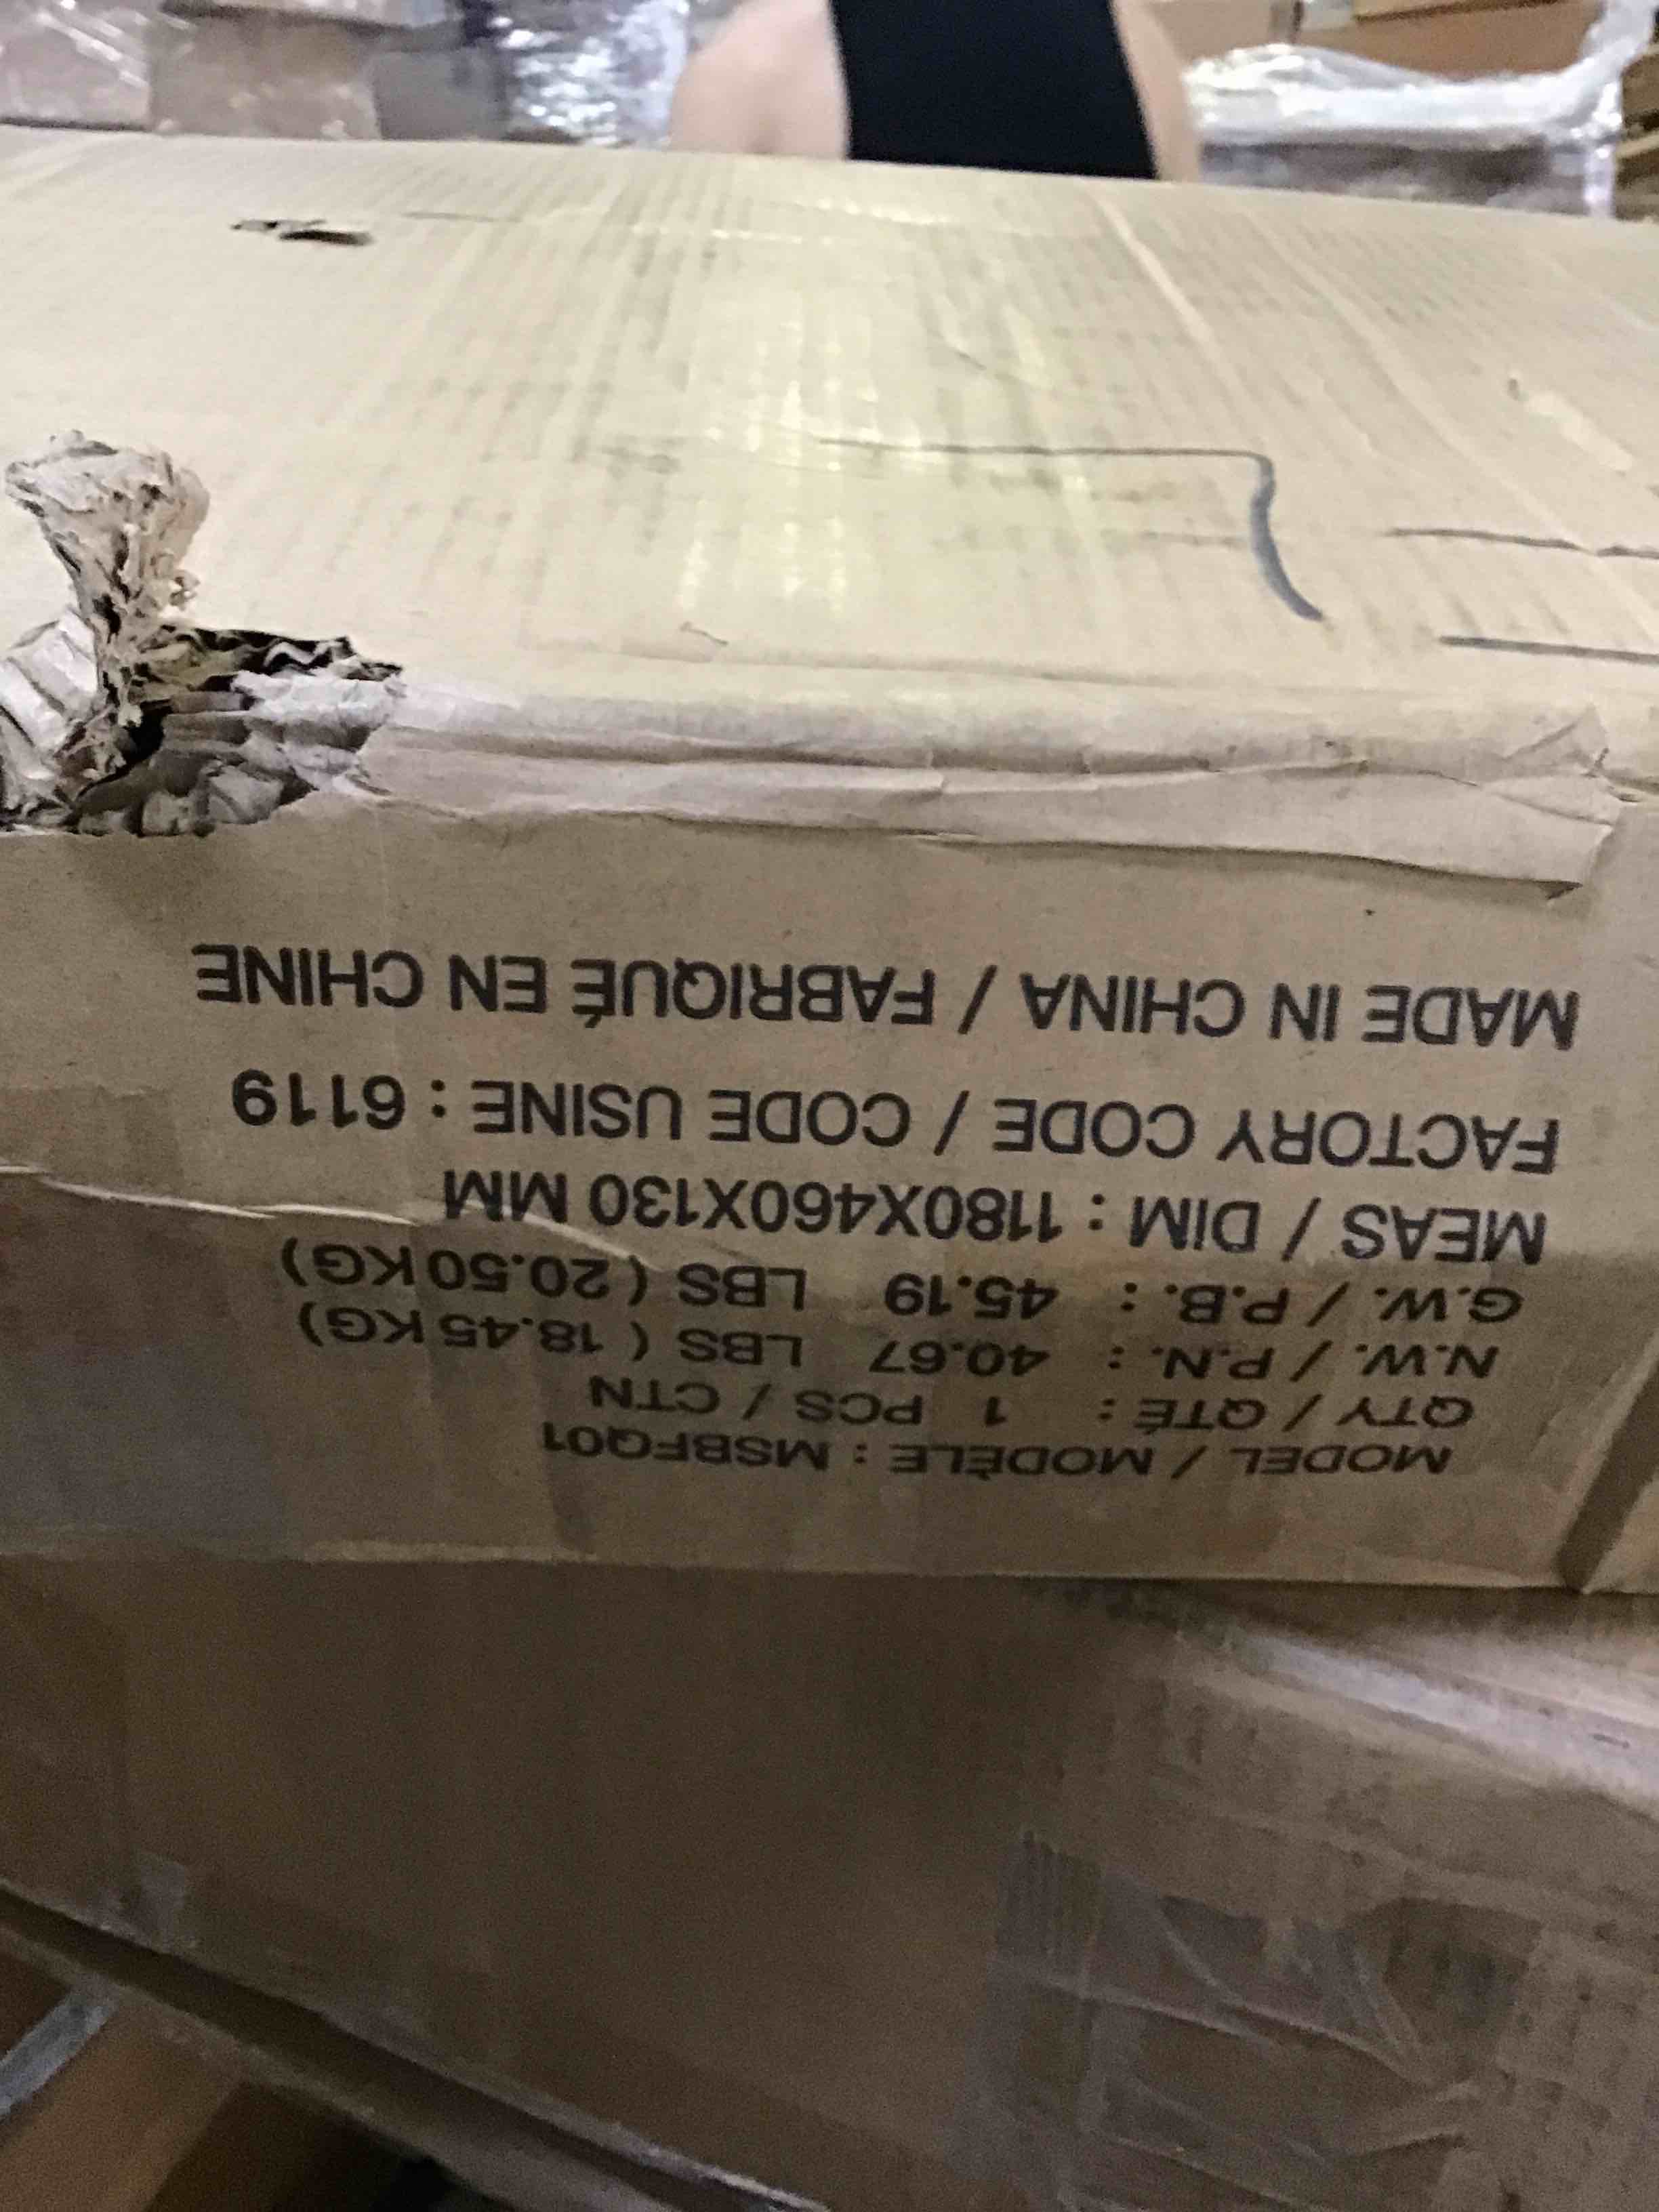 MODEL / MODÈLE : MSBFQ01
QTY / QTÉ : 1 PCS / CTN
N.W. / P.N. : 40.67 LBS ( 18.45 KG)
G.W. / P.B. : 45.19 LBS ( 20.50 KG)
MEAS / DIM : 1180X460X130 MM
FACTORY CODE / CODE USINE : 6119
MADE IN CHINA / FABRIQUÉ EN CHINE